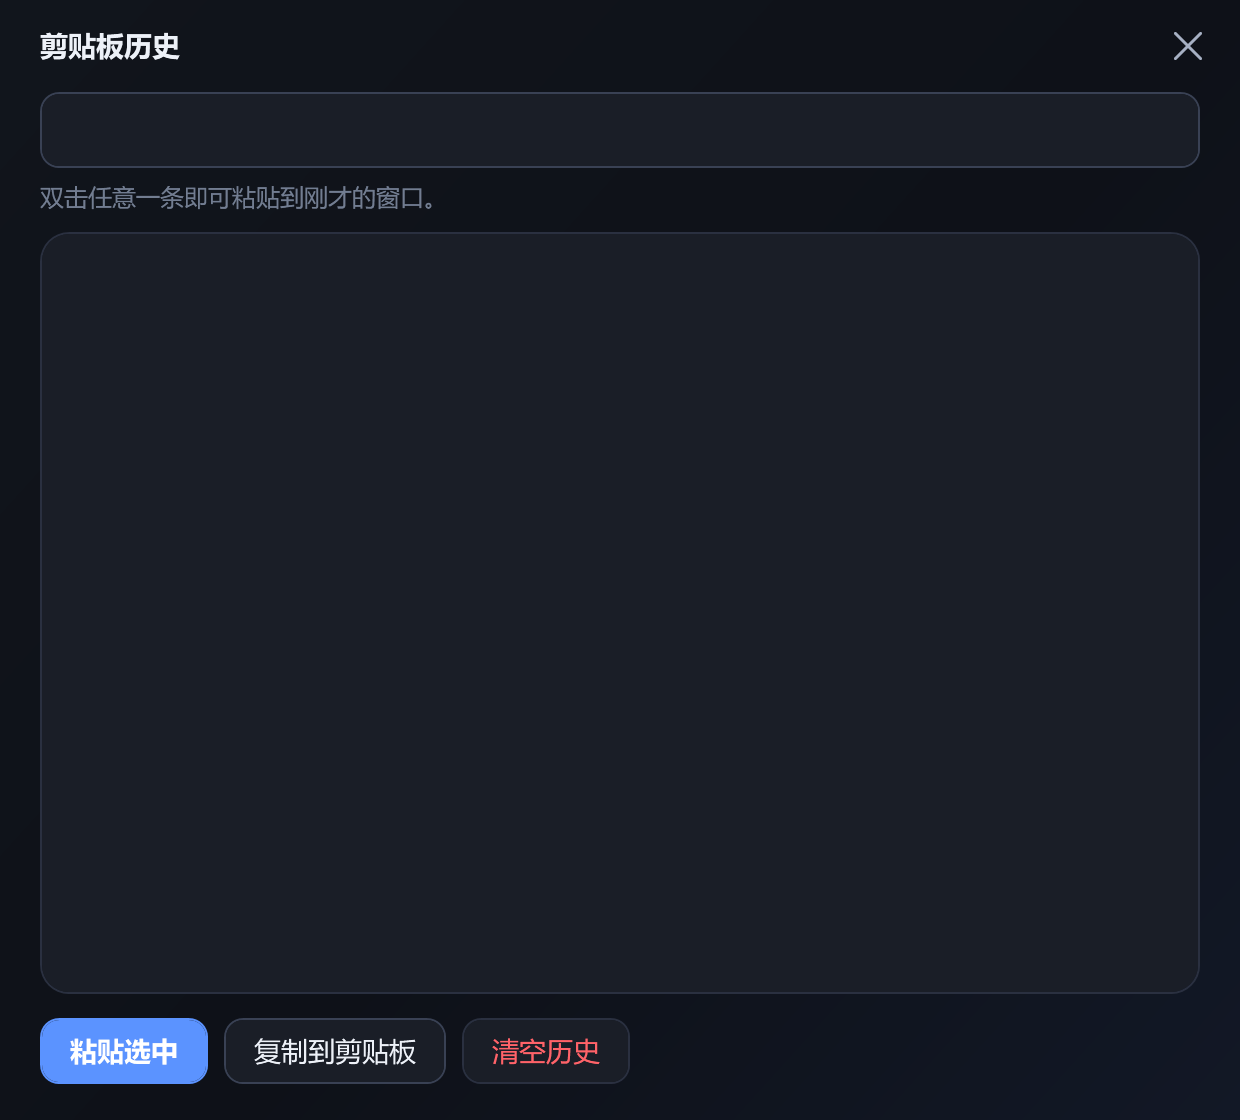 剪贴板历史
双击任意一条即可粘贴到刚才的窗口。
粘贴选中
复制到剪贴板
清空历史